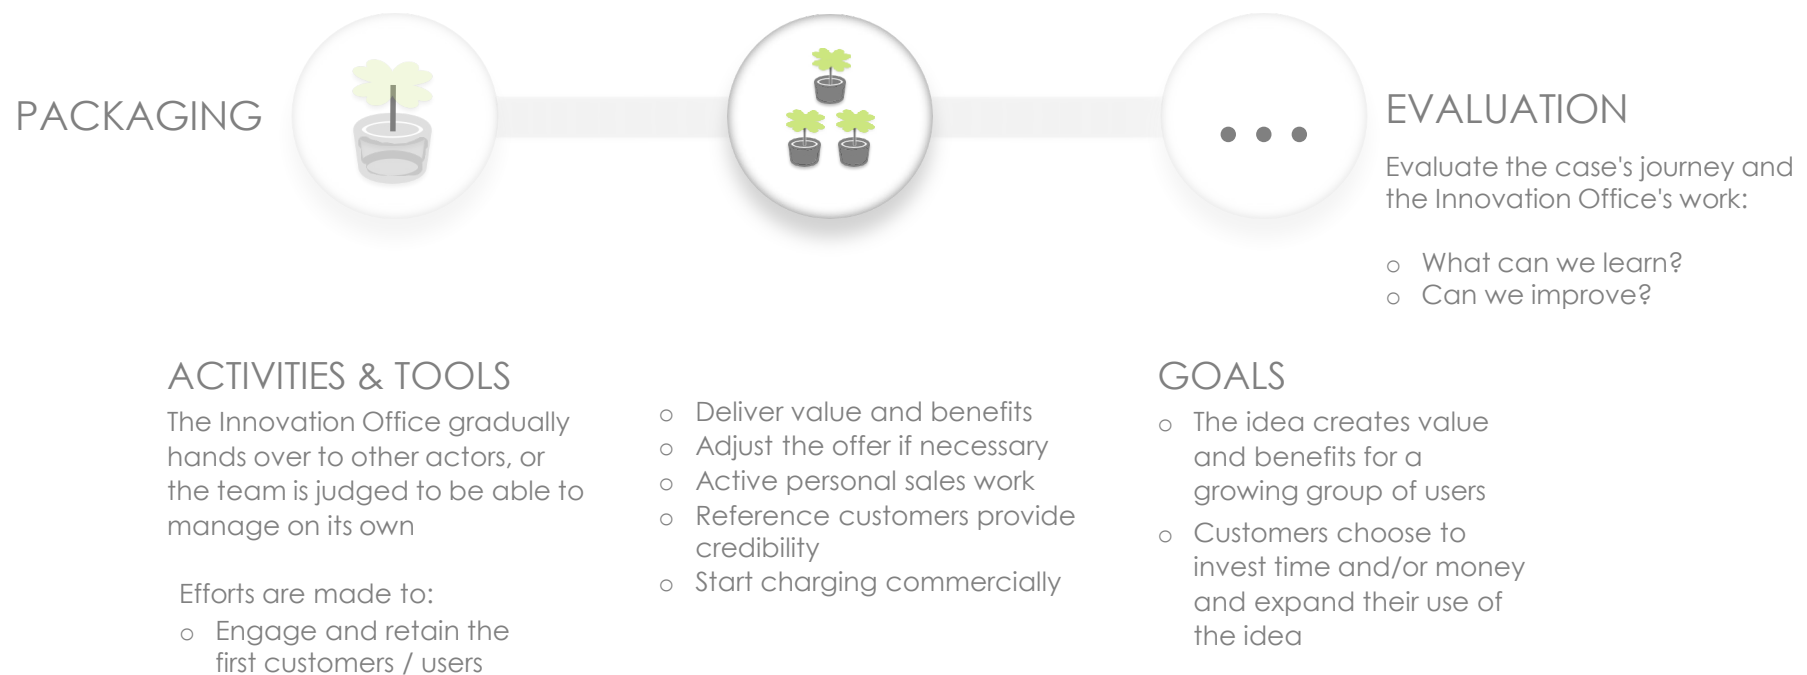 PACKAGING
EVALUATION
Evaluate the case's journey and
the Innovation Office's work:
o What can we learn?
o Can we improve?
ACTIVITIES & TOOLS
The Innovation Office gradually
hands over to other actors, or
the team is judged to be able to
manage on its own
Efforts are made to:
o Engage and retain the
first customers / users
o Deliver value and benefits
o Adjust the offer if necessary
o Active personal sales work
o Reference customers provide
credibility
o Start charging commercially
GOALS
o The idea creates value
and benefits for a
growing group of users
o Customers choose to
invest time and/or money
and expand their use of
the idea